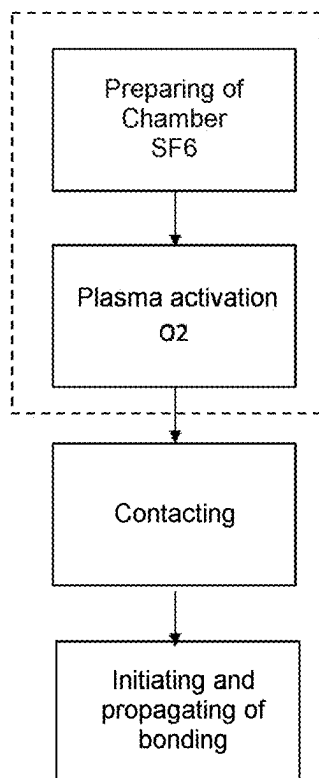 Preparing of
Chamber
SF6
Plasma activation
O2
Contacting
Initiating and
propagating of
bonding